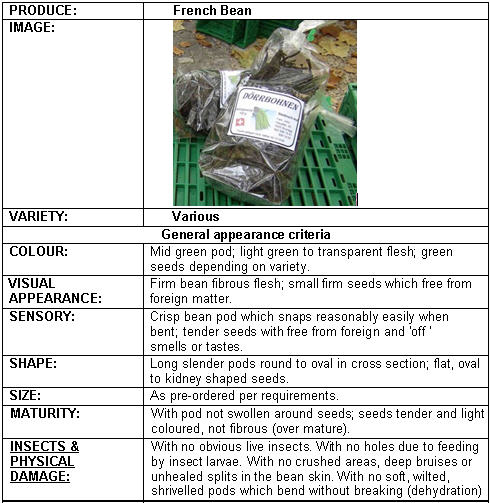 PRODUCE: French Bean
IMAGE:
DÖRRBOHNEN
VARIETY: Various
General appearance criteria
COLOUR: Mid green pod; light green to transparent flesh; green
seeds depending on variety.
VISUAL Firm bean fibrous flesh; small firm seeds which free from
APPEARANCE: foreign matter.
SENSORY: Crisp bean pod which snaps reasonably easily when
bent; tender seeds with free from foreign and 'off '
smells or tastes.
SHAPE: Long slender pods round to oval in cross section; flat, oval
to kidney shaped seeds.
SIZE: As pre-ordered per requirements.
MATURITY: With pod not swollen around seeds; seeds tender and light
coloured, not fibrous (over mature).
INSECTS & With no obvious live insects. With no holes due to feeding
PHYSICAL by insect larvae. With no crushed areas, deep bruises or
DAMAGE: unhealed splits in the bean skin. With no soft, wilted,
shrivelled pods which bend without breaking (dehydration)